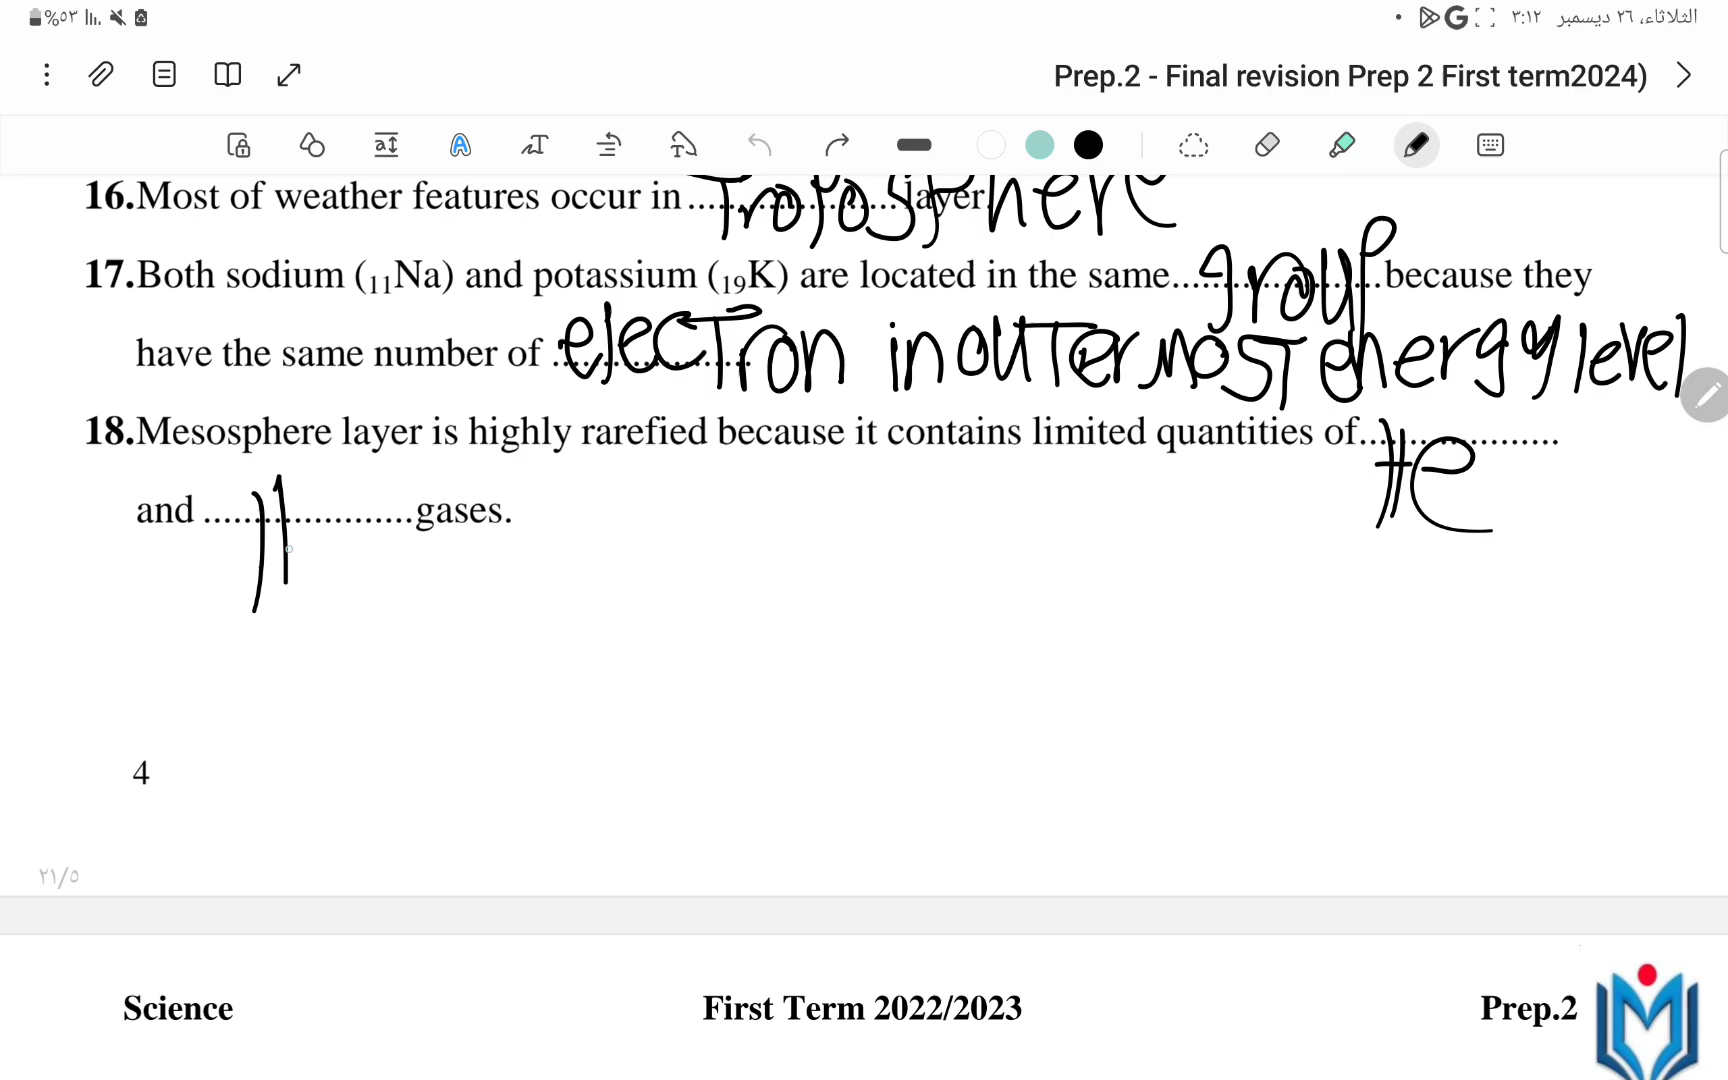 %٥٣
الثلاثاء، ٢٦ ديسمبر ٣:١٢
Prep.2 - Final revision Prep 2 First term2024)
16.Most of weather features occur in......Troposphere......layer
17.Both sodium (₁₁Na) and potassium (₁₉K) are located in the same......group......because they
have the same number of ......electron in outtermost energy level
18.Mesosphere layer is highly rarefied because it contains limited quantities of......He......
and ....................gases.
4
٢١/٥
Science First Term 2022/2023 Prep.2